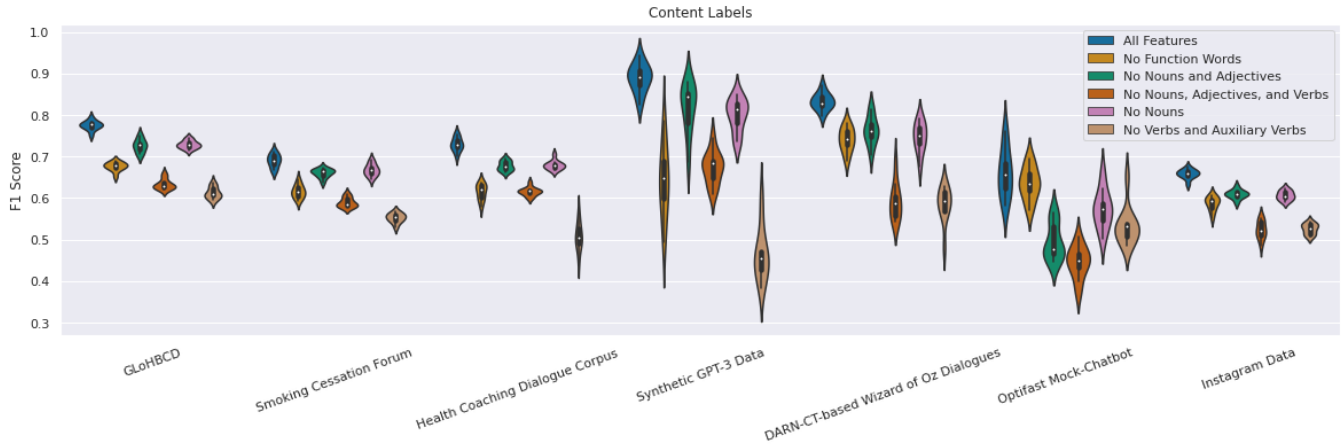 Content Labels
F1 Score
1.0
0.9
0.8
0.7
0.6
0.5
0.4
0.3
All Features
No Function Words
No Nouns and Adjectives
No Nouns, Adjectives, and Verbs
No Nouns
No Verbs and Auxiliary Verbs
GLoHBCD
Smoking Cessation Forum
Health Coaching Dialogue Corpus
Synthetic GPT-3 Data
DARN-CT-based Wizard of Oz Dialogues
Optifast Mock-Chatbot
Instagram Data